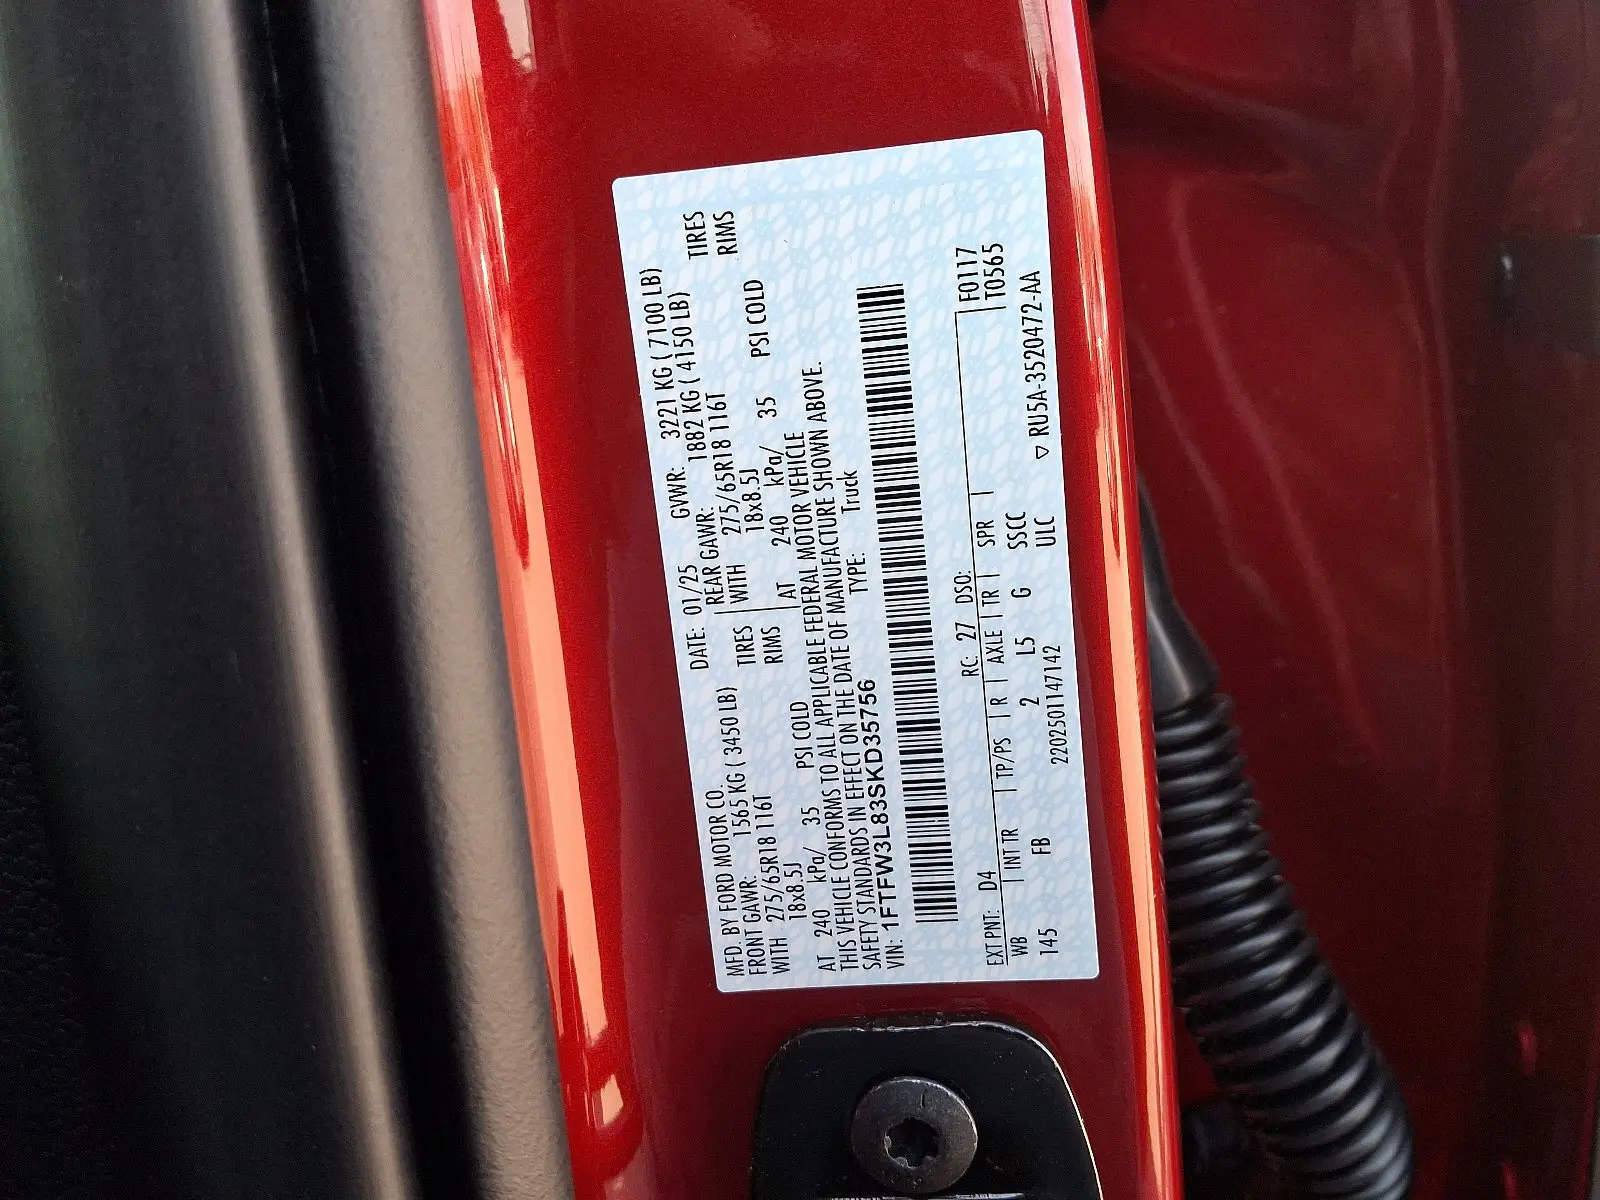 MFD. BY FORD MOTOR CO.
DATE: 01/25 GVWR: 3221 KG ( 7100 LB)
FRONT GAWR: 1565 KG ( 3450 LB) REAR GAWR: 1882 KG ( 4150 LB)
WITH 275/65R18 116T TIRES WITH 275/65R18 116T TIRES
18x8.5J RIMS 18x8.5J RIMS
AT 240 kPa/ 35 PSI COLD AT 240 kPa/ 35 PSI COLD
THIS VEHICLE CONFORMS TO ALL APPLICABLE FEDERAL MOTOR VEHICLE
SAFETY STANDARDS IN EFFECT ON THE DATE OF MANUFACTURE SHOWN ABOVE.
VIN: 1FTFW3L83SKD35756 TYPE: Truck
F0117
T0565
EXT PNT: D4 RC: 27 DSO:
WB INT TR TP/PS R AXLE TR SPR
145 FB 2 L5 G SSCC
ULC
220250114​7142 ▽ RU5A-3520472-AA